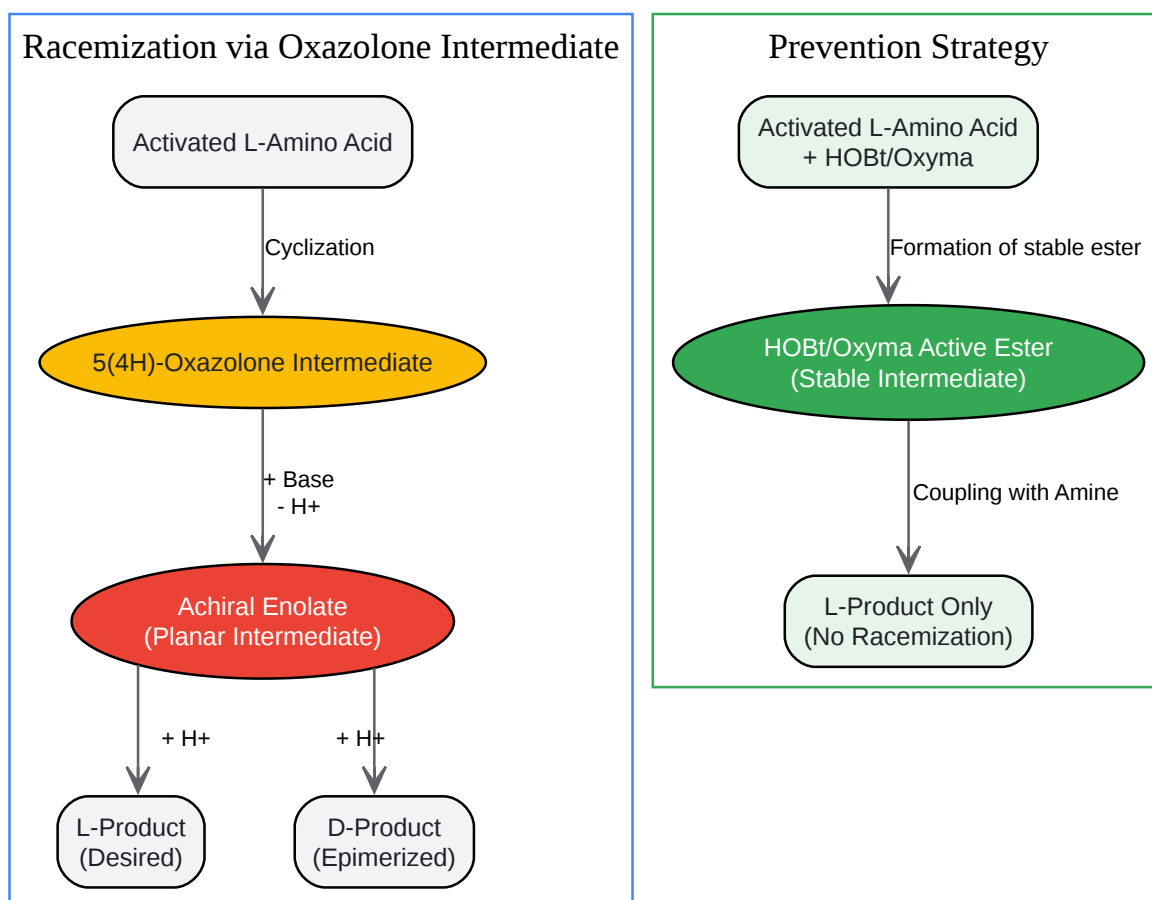 Racemization via Oxazolone Intermediate
Activated L-Amino Acid
Cyclization
5(4H)-Oxazolone Intermediate
+ Base
- H+
Achiral Enolate
(Planar Intermediate)
+ H+
+ H+
L-Product
(Desired)
D-Product
(Epimerized)
Prevention Strategy
Activated L-Amino Acid
+ HOBt/Oxyma
Formation of stable ester
HOBt/Oxyma Active Ester
(Stable Intermediate)
Coupling with Amine
L-Product Only
(No Racemization)